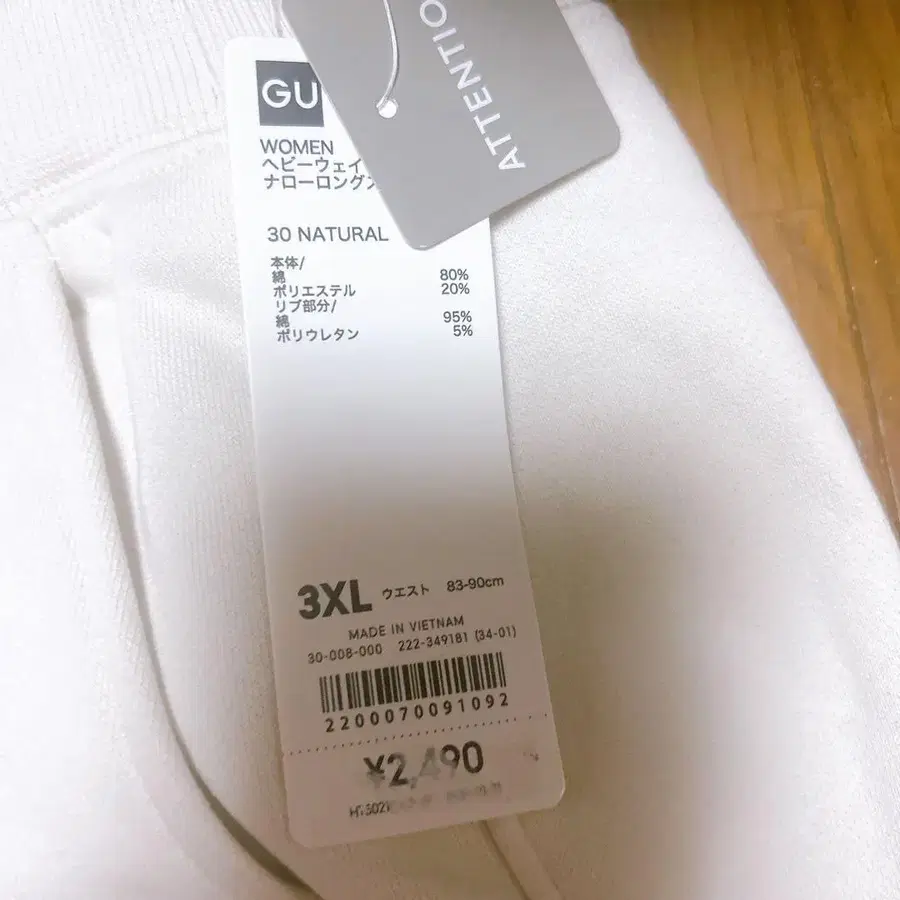 ATTENTIO
GU
WOMEN
ヘビーウェイ
ナローロング
30 NATURAL
本体/
綿 80%
ポリエステル 20%
リブ部分/
綿 95%
ポリウレタン 5%
3XL ウエスト 83-90cm
MADE IN VIETNAM
30-008-000 222-349181 (34-01)
2200070091092
¥2,490